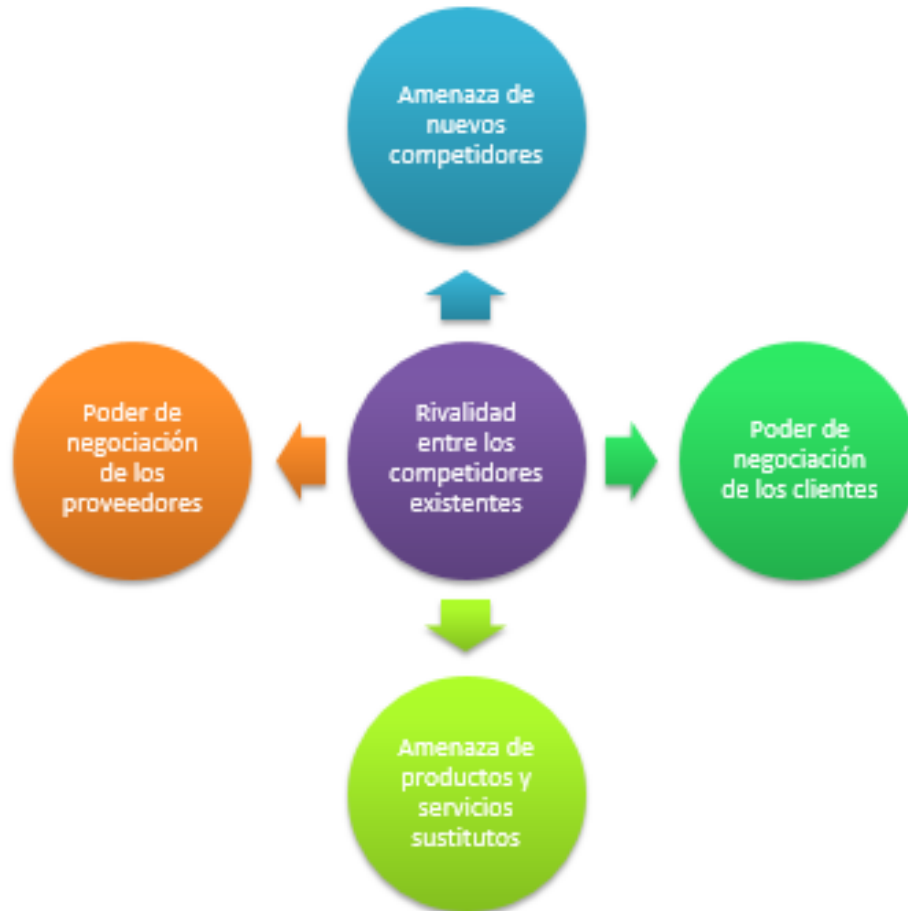 Amenaza de
nuevos
competidores
Poder de
negociación
de los
proveedores
Rivalidad
entre los
competidores
existentes
Poder de
negociación
de los clientes
Amenaza de
productos y
servicios
sustitutos